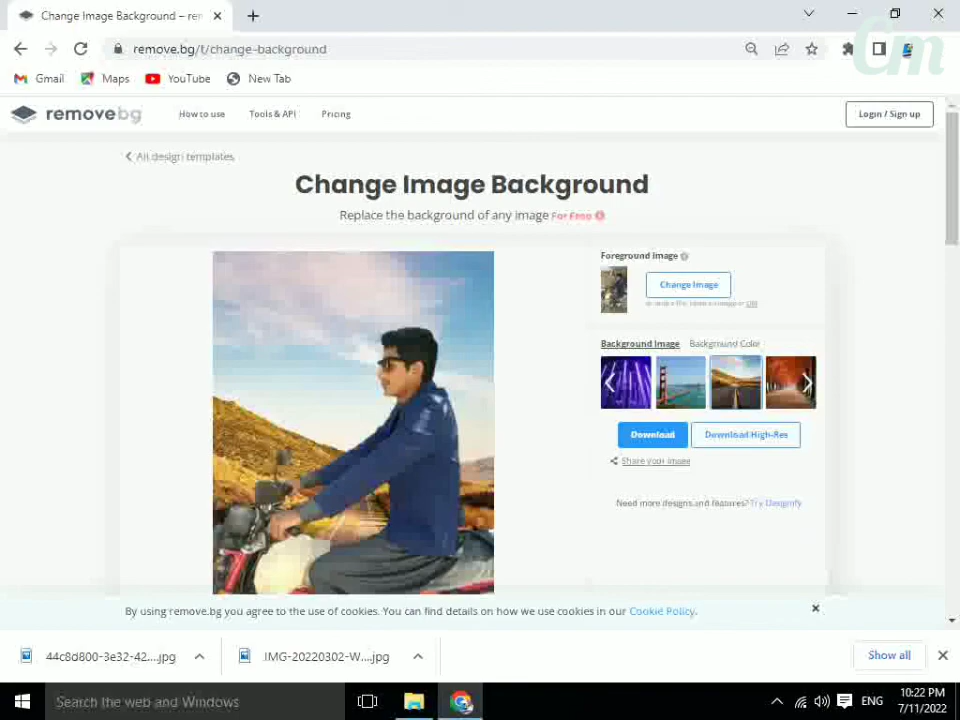 Change Image Background – rem
remove.bg/t/change-background
Cm
Gmail Maps YouTube New Tab
removebg How to use Tools & API Pricing Login / Sign up
All design templates
Change Image Background
Replace the background of any image For Free
Foreground Image
Change Image
URL
Background Image Background Color
Download Download High-Res
Share your image
Need more designs and features? Try Designify
By using remove.bg you agree to the use of cookies. You can find details on how we use cookies in our Cookie Policy.
44c8d800-3e32-42....jpg IMG-20220302-W....jpg Show all
Search the web and Windows ENG 10:22 PM
7/11/2022